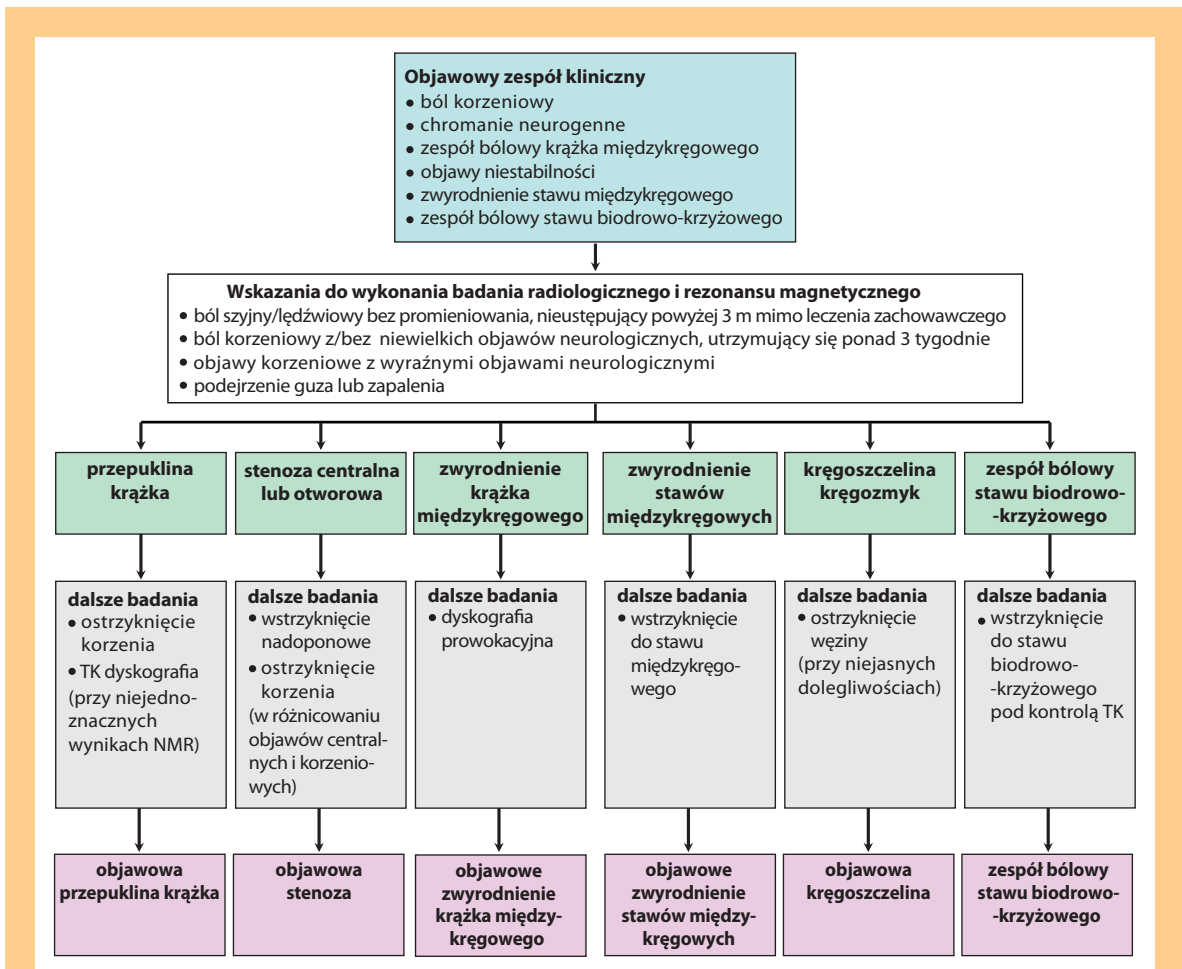 Objawowy zespół kliniczny
• ból korzeniowy
• chromanie neurogenne
• zespół bólowy krążka międzykręgowego
• objawy niestabilności
• zwyrodnienie stawu międzykręgowego
• zespół bólowy stawu biodrowo-krzyżowego
Wskazania do wykonania badania radiologicznego i rezonansu magnetycznego
• ból szyjny/lędźwiowy bez promieniowania, nieustępujący powyżej 3 m mimo leczenia zachowawczego
• ból korzeniowy z/bez niewielkich objawów neurologicznych, utrzymujący się ponad 3 tygodnie
• objawy korzeniowe z wyraźnymi objawami neurologicznymi
• podejrzenie guza lub zapalenia
przepuklina
krążka
stenoza centralna
lub otworowa
zwyrodnienie
krążka
międzykręgowego
zwyrodnienie
stawów
międzykręgowych
kręgoszczelina
kręgozmyk
zespół bólowy
stawu biodrowo-
-krzyżowego
dalsze badania
• ostrzyknięcie
korzenia
• TK dyskografia
(przy niejedno-
znacznych
wynikach NMR)
dalsze badania
• wstrzyknięcie
nadoponowe
• ostrzyknięcie
korzenia
(w różnicowaniu
objawów central-
nych i korzenio-
wych)
dalsze badania
• dyskografia
prowokacyjna
dalsze badania
• wstrzyknięcie
do stawu
międzykręgo-
wego
dalsze badania
• ostrzyknięcie
węziny
(przy niejasnych
dolegliwościach)
dalsze badania
• wstrzyknięcie
do stawu
biodrowo-
-krzyżowego
pod kontrolą TK
objawowa
przepuklina krążka
objawowa
stenoza
objawowe
zwyrodnienie
krążka między-
kręgowego
objawowe
zwyrodnienie
stawów między-
kręgowych
objawowa
kręgoszczelina
zespół bólowy
stawu biodrowo-
-krzyżowego